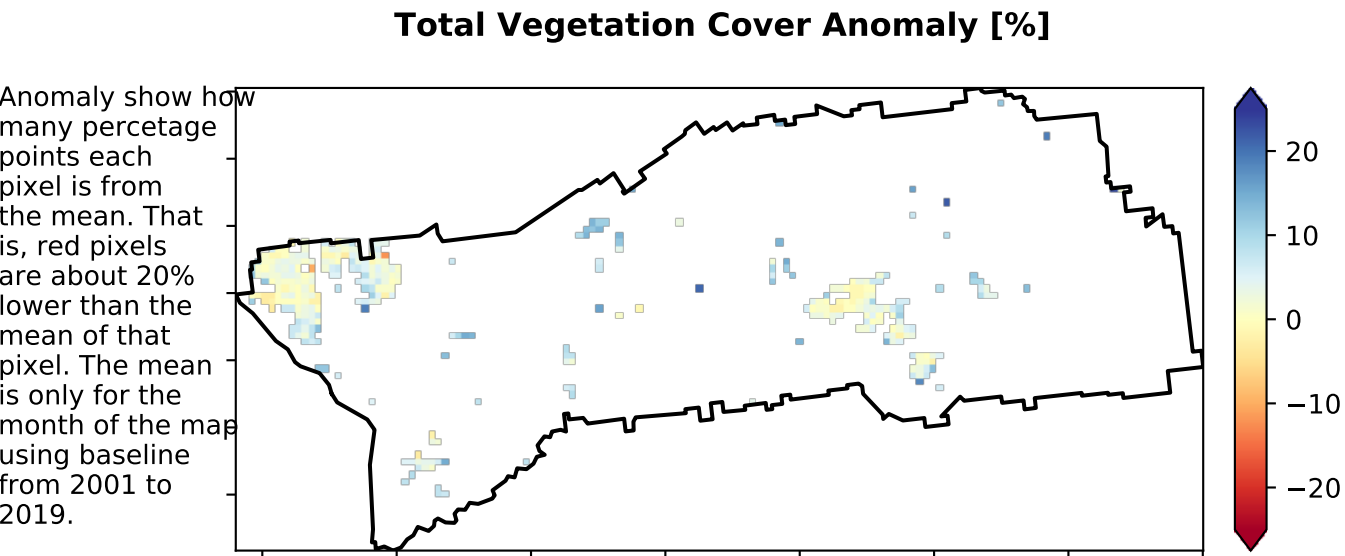 Total Vegetation Cover Anomaly [%]
Anomaly show how
many percetage
points each
pixel is from
the mean. That
is, red pixels
are about 20%
lower than the
mean of that
pixel. The mean
is only for the
month of the map
using baseline
from 2001 to
2019.
20
10
0
−10
−20